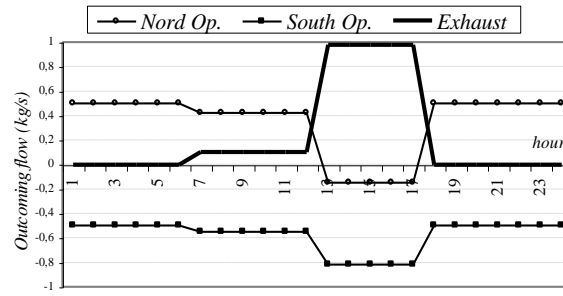 Nord Op. South Op. Exhaust
Outcoming flow (kg/s)
1
0,8
0,6
0,4
0,2
0
-0,2
-0,4
-0,6
-0,8
-1
hour
1 3 5 7 9 11 13 15 17 19 21 23